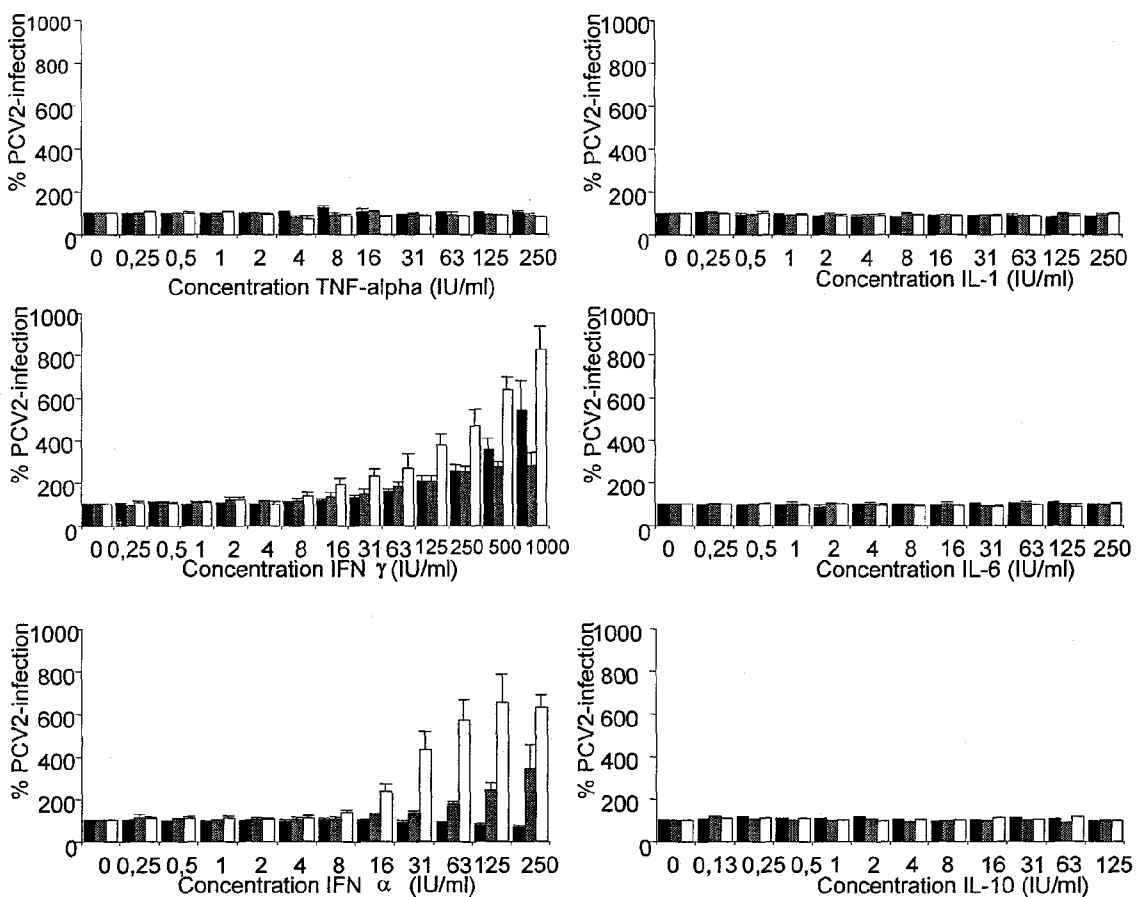 1000
800
600
400
200
0
% PCV2-infection
0 0,25 0,5 1 2 4 8 16 31 63 125 250
Concentration TNF-alpha (IU/ml)
1000
800
600
400
200
0
% PCV2-infection
0 0,25 0,5 1 2 4 8 16 31 63 125 250
Concentration IL-1 (IU/ml)
1000
800
600
400
200
0
% PCV2-infection
0 0,25 0,5 1 2 4 8 16 31 63 125 250 500 1000
Concentration IFN γ (IU/ml)
1000
800
600
400
200
0
% PCV2-infection
0 0,25 0,5 1 2 4 8 16 31 63 125 250
Concentration IL-6 (IU/ml)
1000
800
600
400
200
0
% PCV2-infection
0 0,25 0,5 1 2 4 8 16 31 63 125 250
Concentration IFN α (IU/ml)
1000
800
600
400
200
0
% PCV2-infection
0 0,13 0,25 0,5 1 2 4 8 16 31 63 125
Concentration IL-10 (IU/ml)